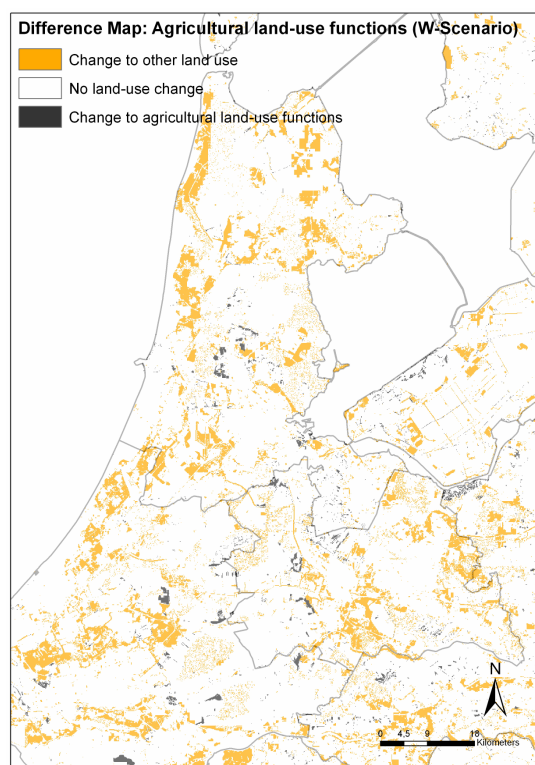 Difference Map: Agricultural land-use functions (W-Scenario)
Change to other land use
No land-use change
Change to agricultural land-use functions
N
0 4.5 9 18
Kilometers